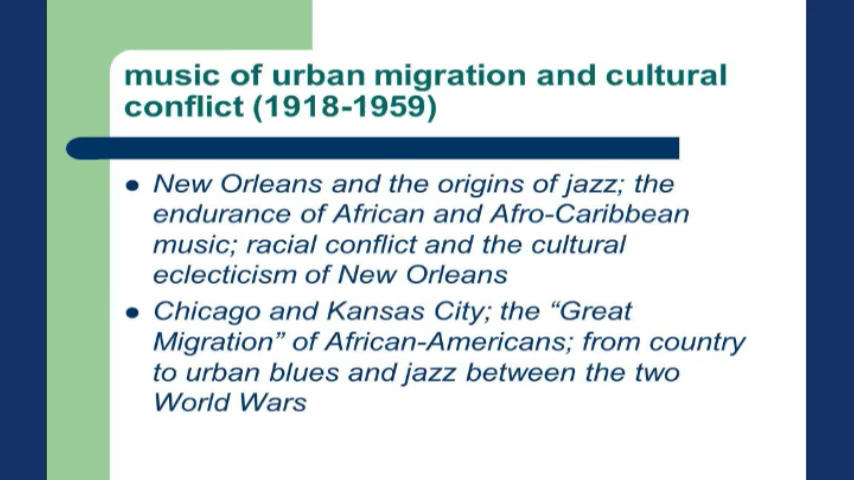 music of urban migration and cultural
conflict (1918-1959)
● New Orleans and the origins of jazz; the
endurance of African and Afro-Caribbean
music; racial conflict and the cultural
eclecticism of New Orleans
● Chicago and Kansas City; the “Great
Migration” of African-Americans; from country
to urban blues and jazz between the two
World Wars